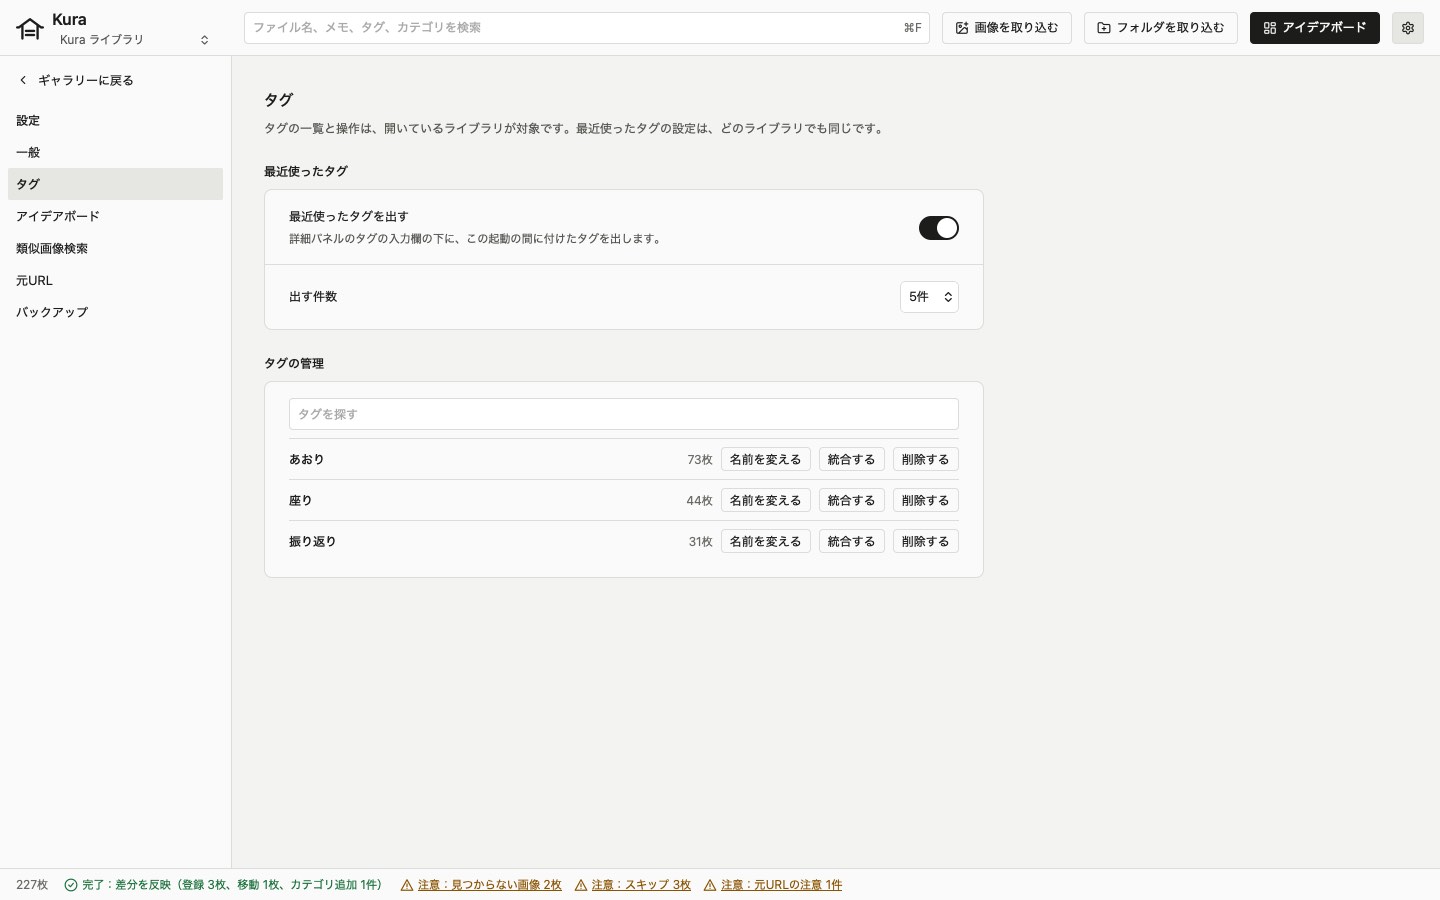 Kura
Kura ライブラリ
ファイル名、メモ、タグ、カテゴリを検索 ⌘F
画像を取り込む
フォルダを取り込む
アイデアボード
ギャラリーに戻る
設定
一般
タグ
アイデアボード
類似画像検索
元URL
バックアップ
タグ
タグの一覧と操作は、開いているライブラリが対象です。最近使ったタグの設定は、どのライブラリでも同じです。
最近使ったタグ
最近使ったタグを出す
詳細パネルのタグの入力欄の下に、この起動の間に付けたタグを出します。
出す件数 5件
タグの管理
タグを探す
あおり 73枚 名前を変える 統合する 削除する
座り 44枚 名前を変える 統合する 削除する
振り返り 31枚 名前を変える 統合する 削除する
227枚 完了：差分を反映（登録 3枚、移動 1枚、カテゴリ追加 1件） 注意：見つからない画像 2枚 注意：スキップ 3枚 注意：元URLの注意 1件